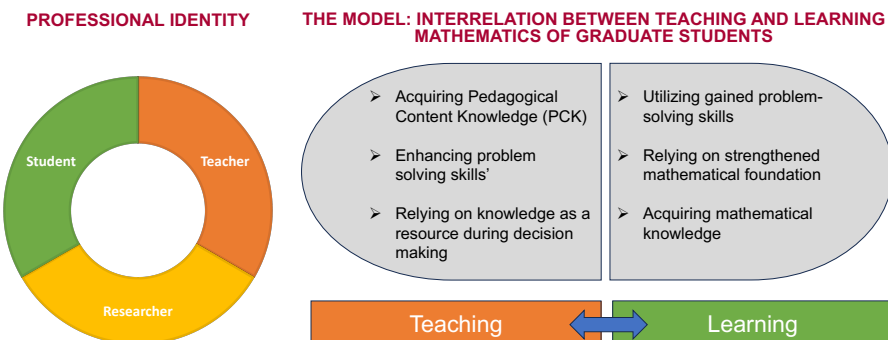 PROFESSIONAL IDENTITY
Student
Teacher
Researcher
THE MODEL: INTERRELATION BETWEEN TEACHING AND LEARNING
MATHEMATICS OF GRADUATE STUDENTS
➢ Acquiring Pedagogical
Content Knowledge (PCK)
➢ Enhancing problem
solving skills’
➢ Relying on knowledge as a
resource during decision
making
➢ Utilizing gained problem-
solving skills
➢ Relying on strengthened
mathematical foundation
➢ Acquiring mathematical
knowledge
Teaching
Learning